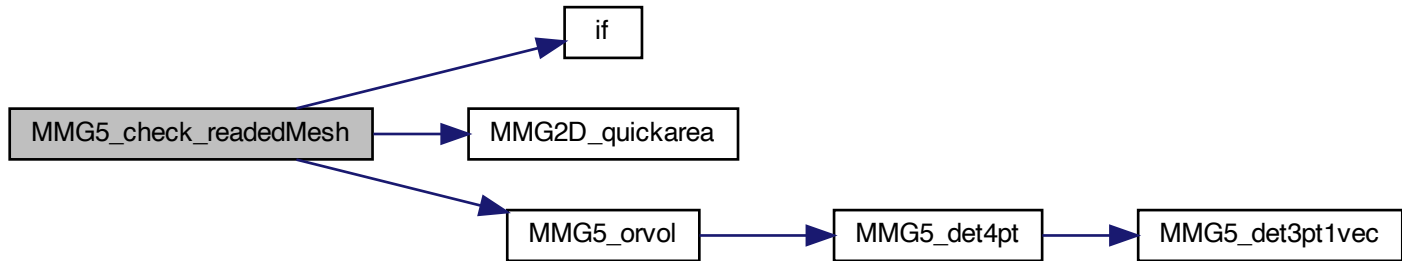 if
MMG5_check_readedMesh
MMG2D_quickarea
MMG5_orvol
MMG5_det4pt
MMG5_det3pt1vec